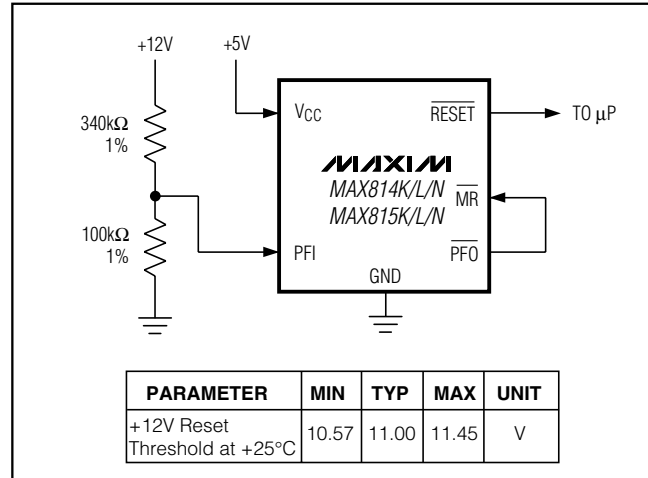 +12V
+5V
340kΩ
1%
100kΩ
1%
VCC
RESET
TO µP
MAXIM
MAX814K/L/N
MAX815K/L/N
MR
PFI
PFO
GND
PARAMETER MIN TYP MAX UNIT
+12V Reset
Threshold at +25°C 10.57 11.00 11.45 V